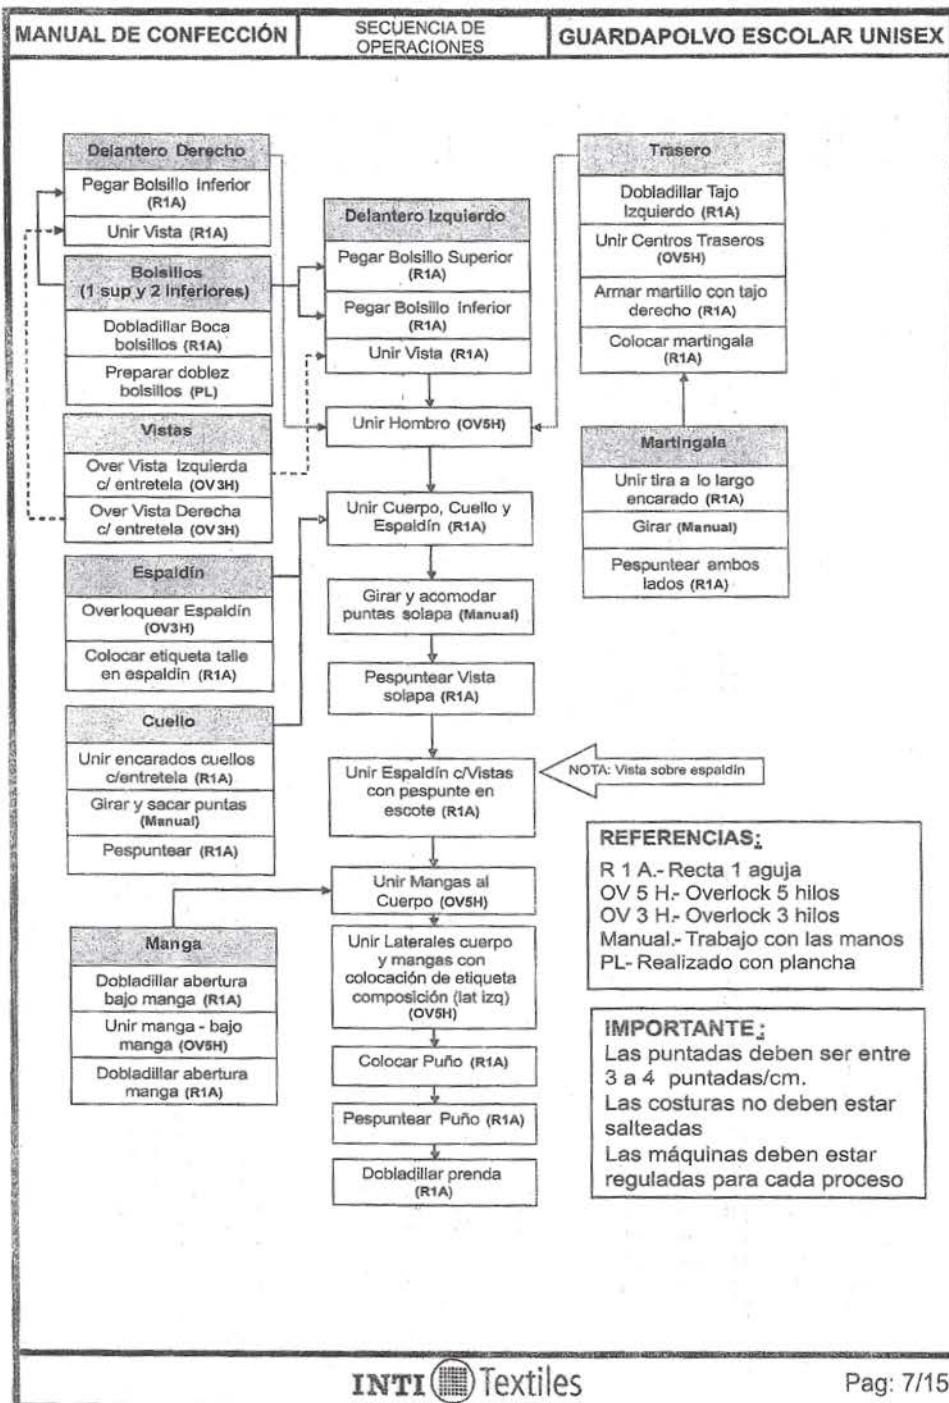 MANUAL DE CONFECCIÓN
SECUENCIA DE
OPERACIONES
GUARDAPOLVO ESCOLAR UNISEX
Delantero Derecho
Pegar Bolsillo Inferior
(R1A)
Unir Vista (R1A)
Bolsillos
(1 sup y 2 inferiores)
Dobladillar Boca
bolsillos (R1A)
Preparar doblez
bolsillos (PL)
Vistas
Over Vista Izquierda
c/ entretela (OV3H)
Over Vista Derecha
c/ entretela (OV3H)
Espaldín
Overloquear Espaldín
(OV3H)
Colocar etiqueta talle
en espaldín (R1A)
Cuello
Unir encarados cuellos
c/entretela (R1A)
Girar y sacar puntas
(Manual)
Pespuntear (R1A)
Manga
Dobladillar abertura
bajo manga (R1A)
Unir manga - bajo
manga (OV5H)
Dobladillar abertura
manga (R1A)
Delantero Izquierdo
Pegar Bolsillo Superior
(R1A)
Pegar Bolsillo Inferior
(R1A)
Unir Vista (R1A)
Unir Hombro (OV5H)
Unir Cuerpo, Cuello y
Espaldín (R1A)
Girar y acomodar
puntas solapa (Manual)
Pespuntear Vista
solapa (R1A)
Unir Espaldín c/Vistas
con pespunte en
escote (R1A)
Unir Mangas al
Cuerpo (OV5H)
Unir Laterales cuerpo
y mangas con
colocación de etiqueta
composición (lat izq)
(OV5H)
Colocar Puño (R1A)
Pespuntear Puño (R1A)
Dobladillar prenda
(R1A)
Trasero
Dobladillar Tajo
Izquierdo (R1A)
Unir Centros Traseros
(OV5H)
Armar martillo con tajo
derecho (R1A)
Colocar martingala
(R1A)
Martingala
Unir tira a lo largo
encarado (R1A)
Girar (Manual)
Pespuntear ambos
lados (R1A)
NOTA: Vista sobre espaldín
REFERENCIAS:
R 1 A.- Recta 1 aguja
OV 5 H.- Overlock 5 hilos
OV 3 H.- Overlock 3 hilos
Manual.- Trabajo con las manos
PL- Realizado con plancha
IMPORTANTE:
Las puntadas deben ser entre
3 a 4 puntadas/cm.
Las costuras no deben estar
salteadas
Las máquinas deben estar
reguladas para cada proceso
INTI Textiles
Pag: 7/15